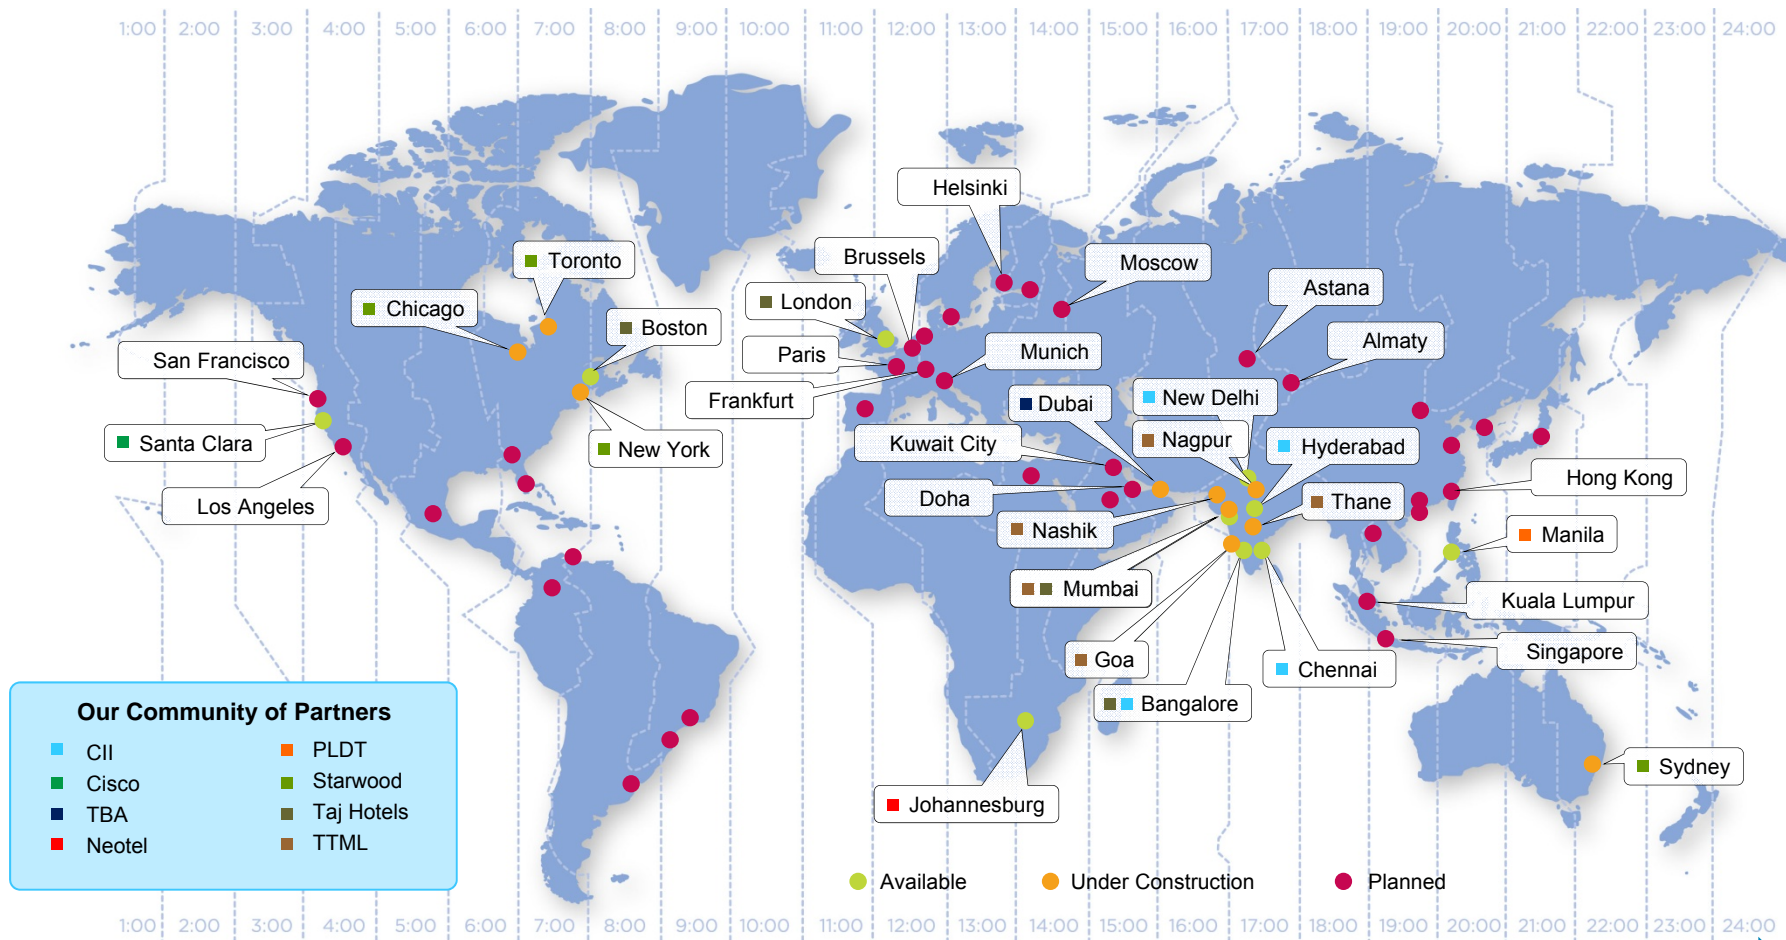 1:00 2:00 3:00 4:00 5:00 6:00 7:00 8:00 9:00 10:00 11:00 12:00 13:00 14:00 15:00 16:00 17:00 18:00 19:00 20:00 21:00 22:00 23:00 24:00
Helsinki
Toronto
Brussels
Moscow
Astana
London
Chicago
Boston
Almaty
San Francisco
Paris
Munich
Frankfurt
Dubai
New Delhi
Santa Clara
New York
Kuwait City
Nagpur
Hyderabad
Hong Kong
Los Angeles
Doha
Thane
Nashik
Manila
Mumbai
Kuala Lumpur
Goa
Singapore
Chennai
Bangalore
Sydney
Johannesburg
Our Community of Partners
CII
Cisco
TBA
Neotel
PLDT
Starwood
Taj Hotels
TTML
Available
Under Construction
Planned
1:00 2:00 3:00 4:00 5:00 6:00 7:00 8:00 9:00 10:00 11:00 12:00 13:00 14:00 15:00 16:00 17:00 18:00 19:00 20:00 21:00 22:00 23:00 24:00